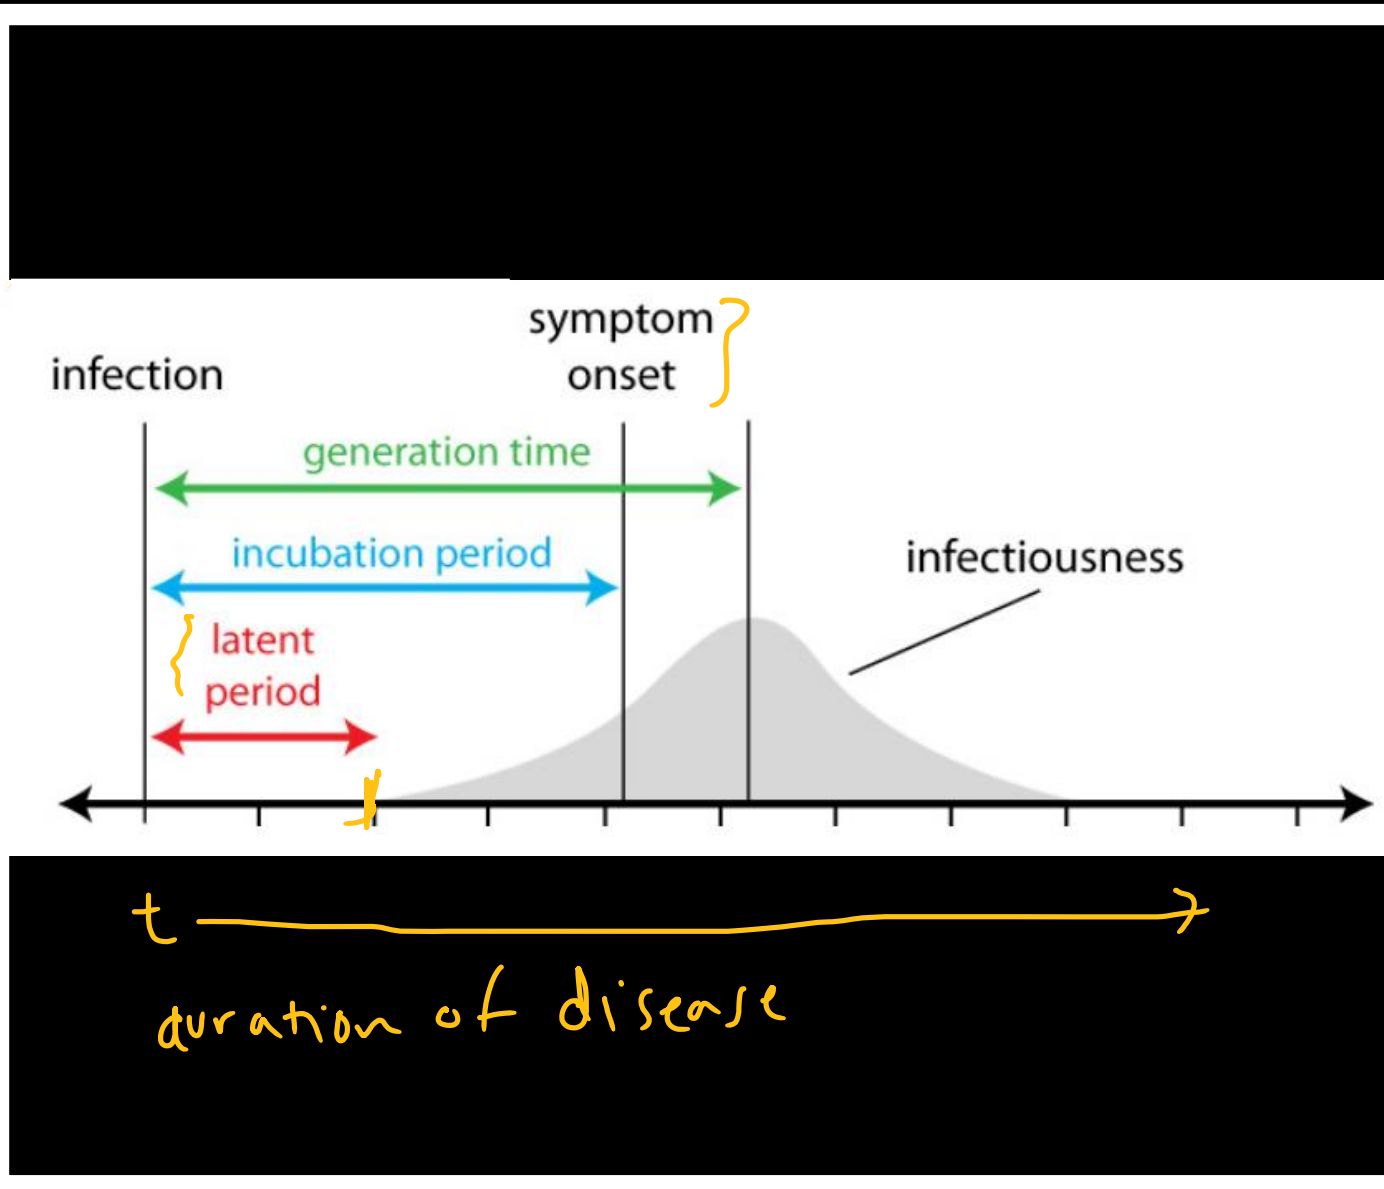 symptom
infection
onset
generation time
incubation period
infectiousness
latent
period
t
duration of disease